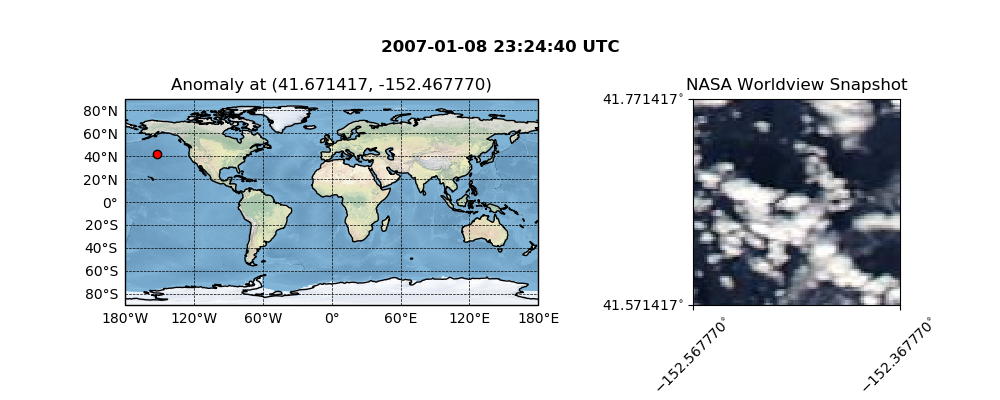 2007-01-08 23:24:40 UTC
Anomaly at (41.671417, -152.467770)
80°N
60°N
40°N
20°N
0°
20°S
40°S
60°S
80°S
180°W 120°W 60°W 0° 60°E 120°E 180°E
NASA Worldview Snapshot
41.771417°
41.571417°
−152.567770°
−152.367770°